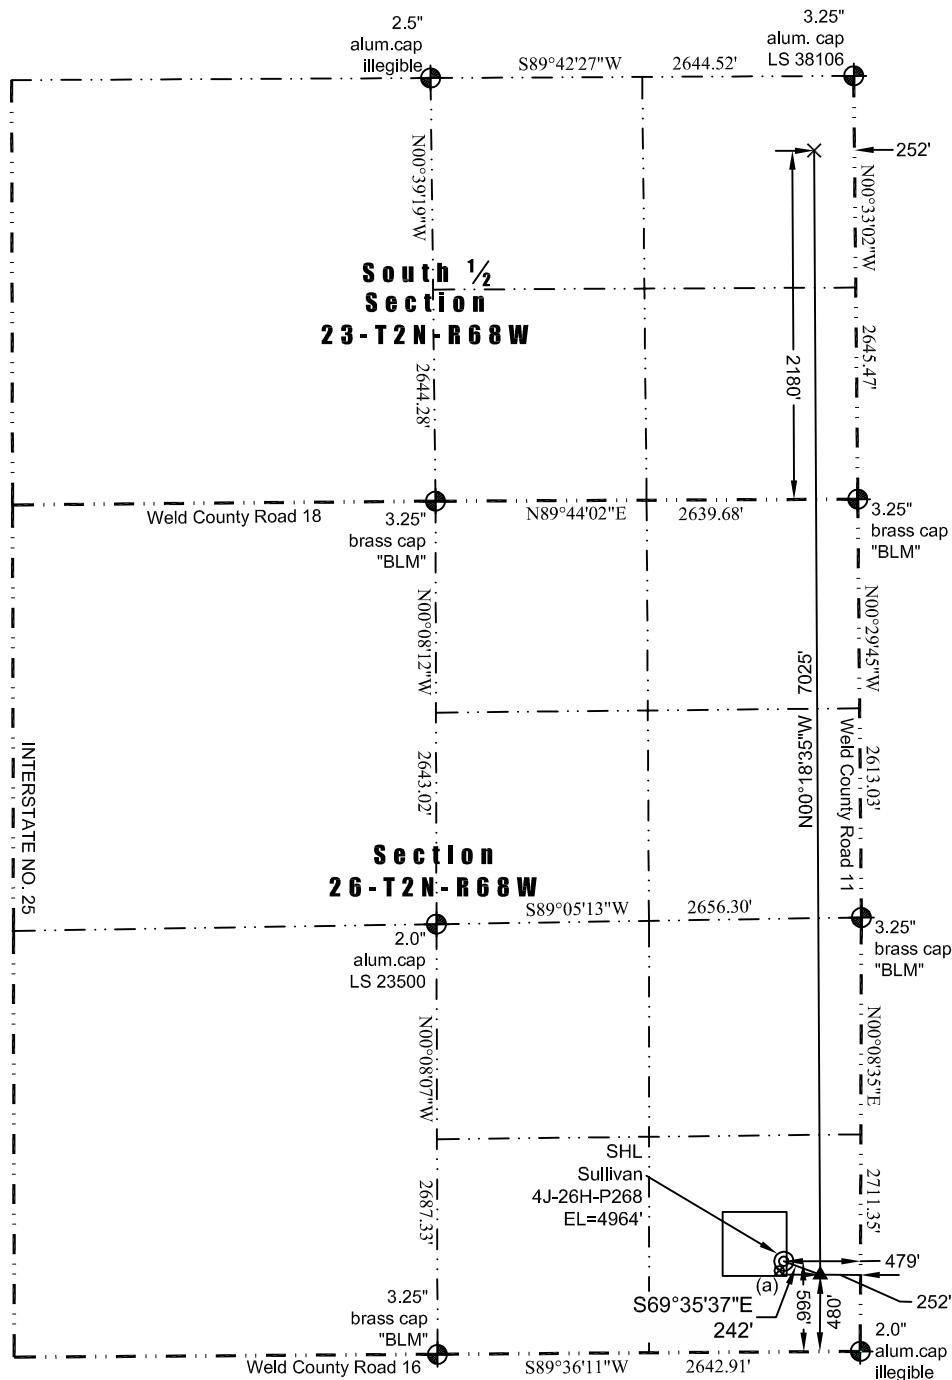 2.5"
alum.cap
illegible
3.25"
alum. cap
LS 38106
S89°42'27"W 2644.52'
252'
N00°39'19"W
2644.28'
N00°33'02"W
2645.47'
South ½
Section
23-T2N-R68W
2180'
Weld County Road 18
3.25"
brass cap
"BLM"
N89°44'02"E 2639.68'
3.25"
brass cap
"BLM"
N00°08'12"W
2643.02'
7025'
N00°18'35"W
N00°29'45"W
2613.03'
Weld County Road 11
INTERSTATE NO. 25
Section
26-T2N-R68W
S89°05'13"W 2656.30'
2.0"
alum.cap
LS 23500
3.25"
brass cap
"BLM"
N00°08'07"W
2687.33'
N00°08'35"E
2711.35'
SHL
Sullivan
4J-26H-P268
EL=4964'
479'
(a)
S69°35'37"E
242'
566'
480'
252'
3.25"
brass cap
"BLM"
2.0"
alum.cap
illegible
Weld County Road 16
S89°36'11"W 2642.91'